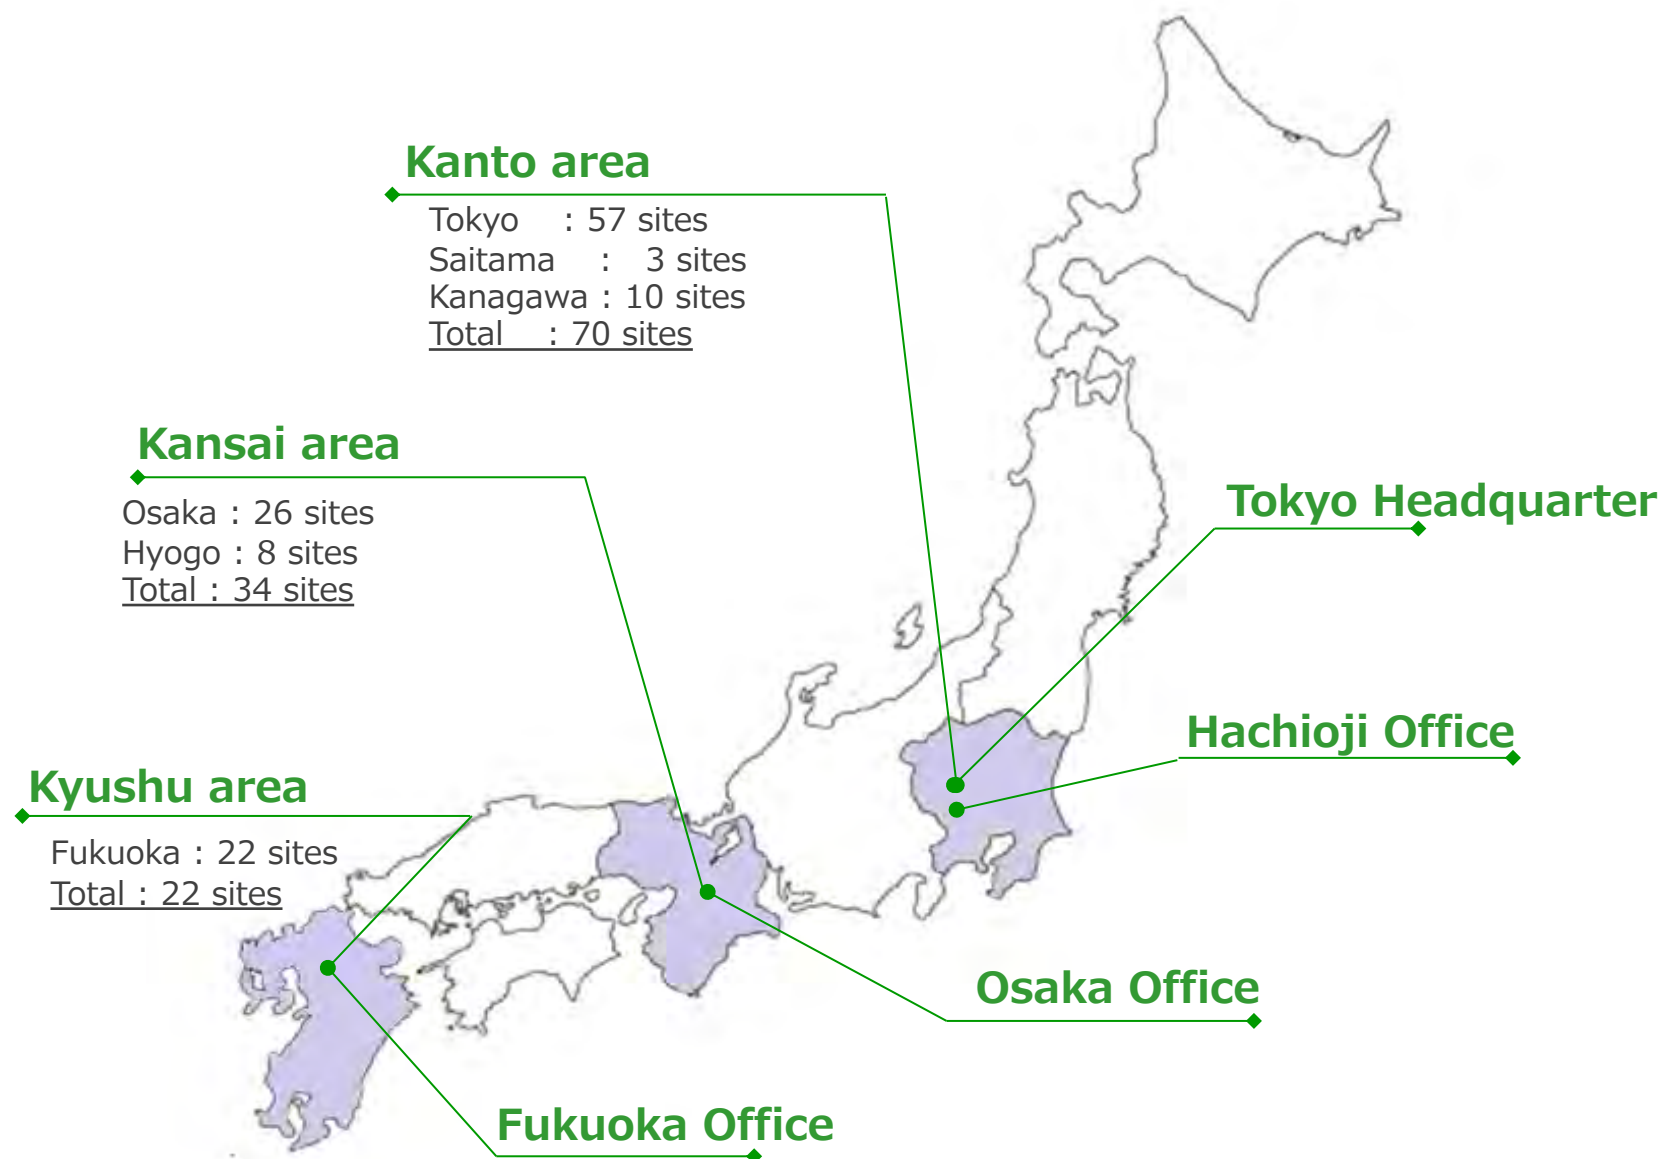 Kanto area
Tokyo : 57 sites
Saitama : 3 sites
Kanagawa : 10 sites
Total : 70 sites
Kansai area
Osaka : 26 sites
Hyogo : 8 sites
Total : 34 sites
Tokyo Headquarter
Hachioji Office
Kyushu area
Fukuoka : 22 sites
Total : 22 sites
Osaka Office
Fukuoka Office